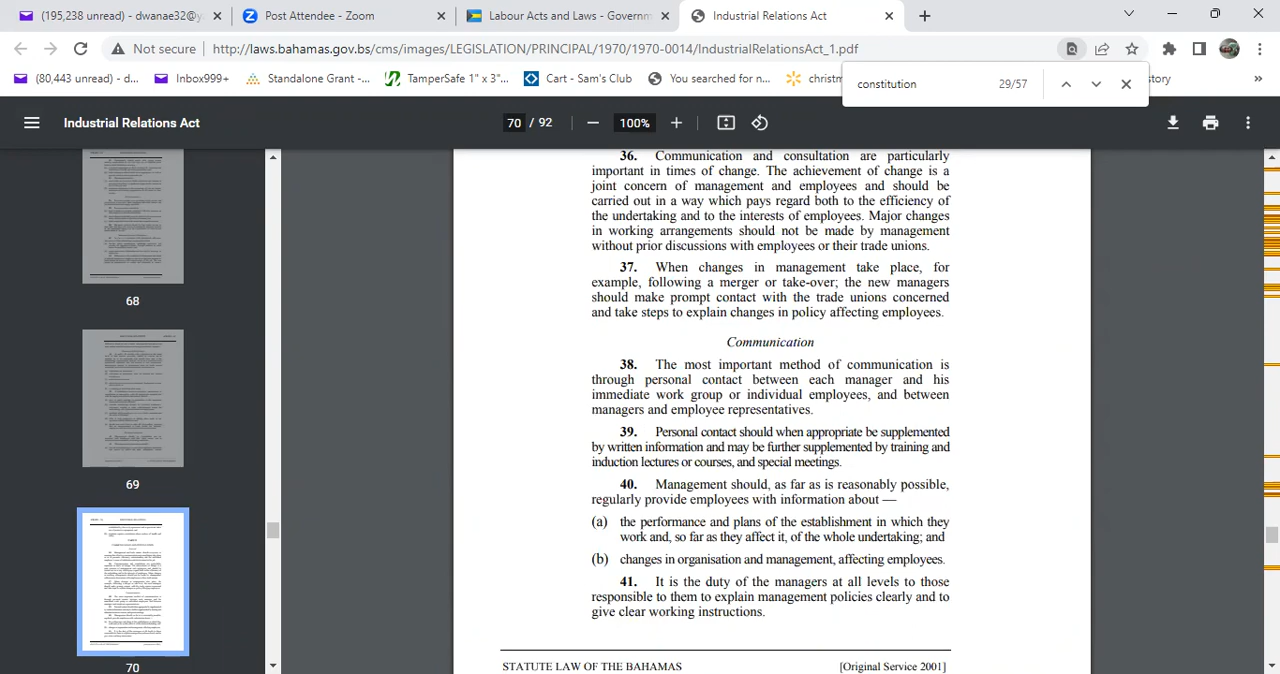 (195,238 unread) - dwanae32@y
Post Attendee - Zoom
Labour Acts and Laws - Governm
Industrial Relations Act
Not secure
http://laws.bahamas.gov.bs/cms/images/LEGISLATION/PRINCIPAL/1970/1970-0014/IndustrialRelationsAct_1.pdf
(80,443 unread) - d...
Inbox999+
Standalone Grant -...
TamperSafe 1" x 3"...
Cart - Sam's Club
You searched for n...
christm
story
»
constitution
29/57
Industrial Relations Act
70 / 92
100%
68
69
70
36. Communication and consultation are particularly
important in times of change. The achievement of change is a
joint concern of management and employees and should be
carried out in a way which pays regard both to the efficiency of
the undertaking and to the interests of employees. Major changes
in working arrangements should not be made by management
without prior discussions with employees or their trade unions.
37. When changes in management take place, for
example, following a merger or take-over; the new managers
should make prompt contact with the trade unions concerned
and take steps to explain changes in policy affecting employees.
Communication
38. The most important method of communication is
through personal contact between each manager and his
immediate work group or individual employees, and between
managers and employee representatives.
39. Personal contact should when appropriate be supplemented
by written information and may be further supplemented by training and
induction lectures or courses, and special meetings.
40. Management should, as far as is reasonably possible,
regularly provide employees with information about —
(a) the performance and plans of the establishment in which they
work and, so far as they affect it, of the whole undertaking; and
(b) changes in organisation and management, affecting employees.
41. It is the duty of the managers at all levels to those
responsible to them to explain management policies clearly and to
give clear working instructions.
STATUTE LAW OF THE BAHAMAS
[Original Service 2001]